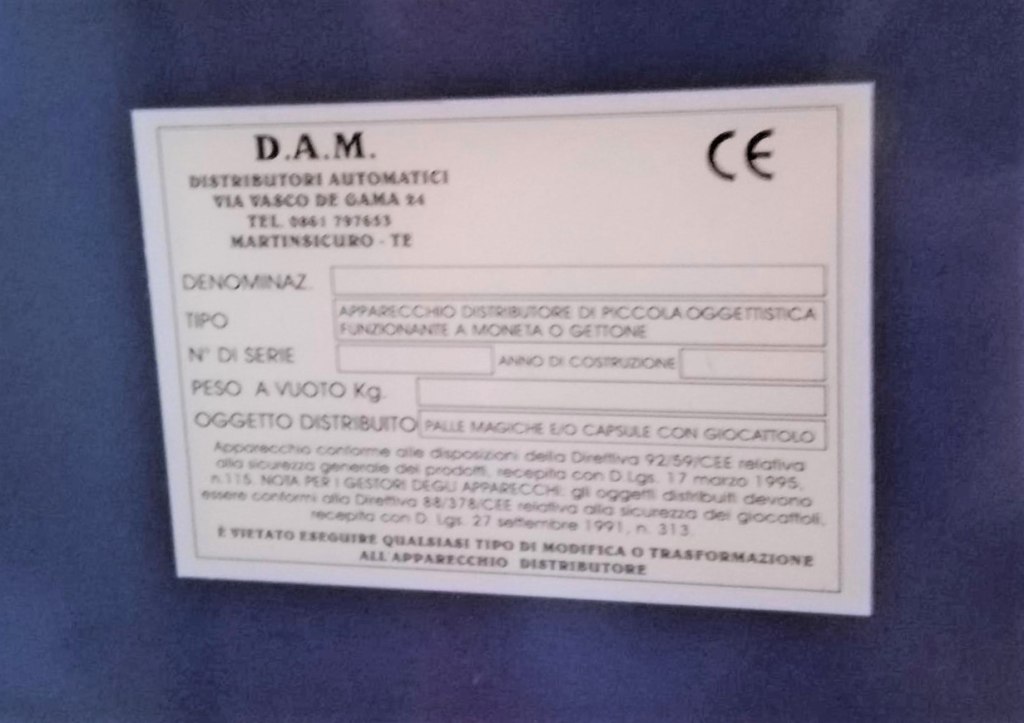 D.A.M.
CE
DISTRIBUTORI AUTOMATICI
VIA VASCO DE GAMA 24
TEL. 0861 797653
MARTINSICURO - TE
DENOMINAZ.
TIPO APPARECCHIO DISTRIBUTORE DI PICCOLA OGGETTISTICA
FUNZIONANTE A MONETA O GETTONE
N° DI SERIE ANNO DI COSTRUZIONE
PESO A VUOTO Kg.
OGGETTO DISTRIBUITO PALLE MAGICHE E/O CAPSULE CON GIOCATTOLO
Apparecchio conforme alle disposizioni della Direttiva 92/59/CEE relativa
alla sicurezza generale dei prodotti, recepita con D.Lgs. 17 marzo 1995,
n.115. NOTA PER I GESTORI DEGLI APPARECCHI: gli oggetti distribuiti devono
essere conformi alla Direttiva 88/378/CEE relativa alla sicurezza dei giocattoli,
recepita con D. Lgs. 27 settembre 1991, n. 313.
È VIETATO ESEGUIRE QUALSIASI TIPO DI MODIFICA O TRASFORMAZIONE
ALL'APPARECCHIO DISTRIBUTORE